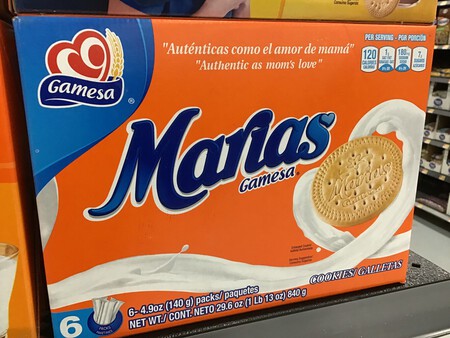 Gamesa
"Auténticas como el amor de mamá"
"Authentic as mom's love"
PER SERVING • POR PORCIÓN
120
CALORIES
Marias
Gamesa
COOKIES/ GALLETAS
6
PACKS
6- 4.9oz (140 g) packs/ paquetes
NET WT./ CONT. NETO 29.6 oz (1 Lb 13 oz) 840 g